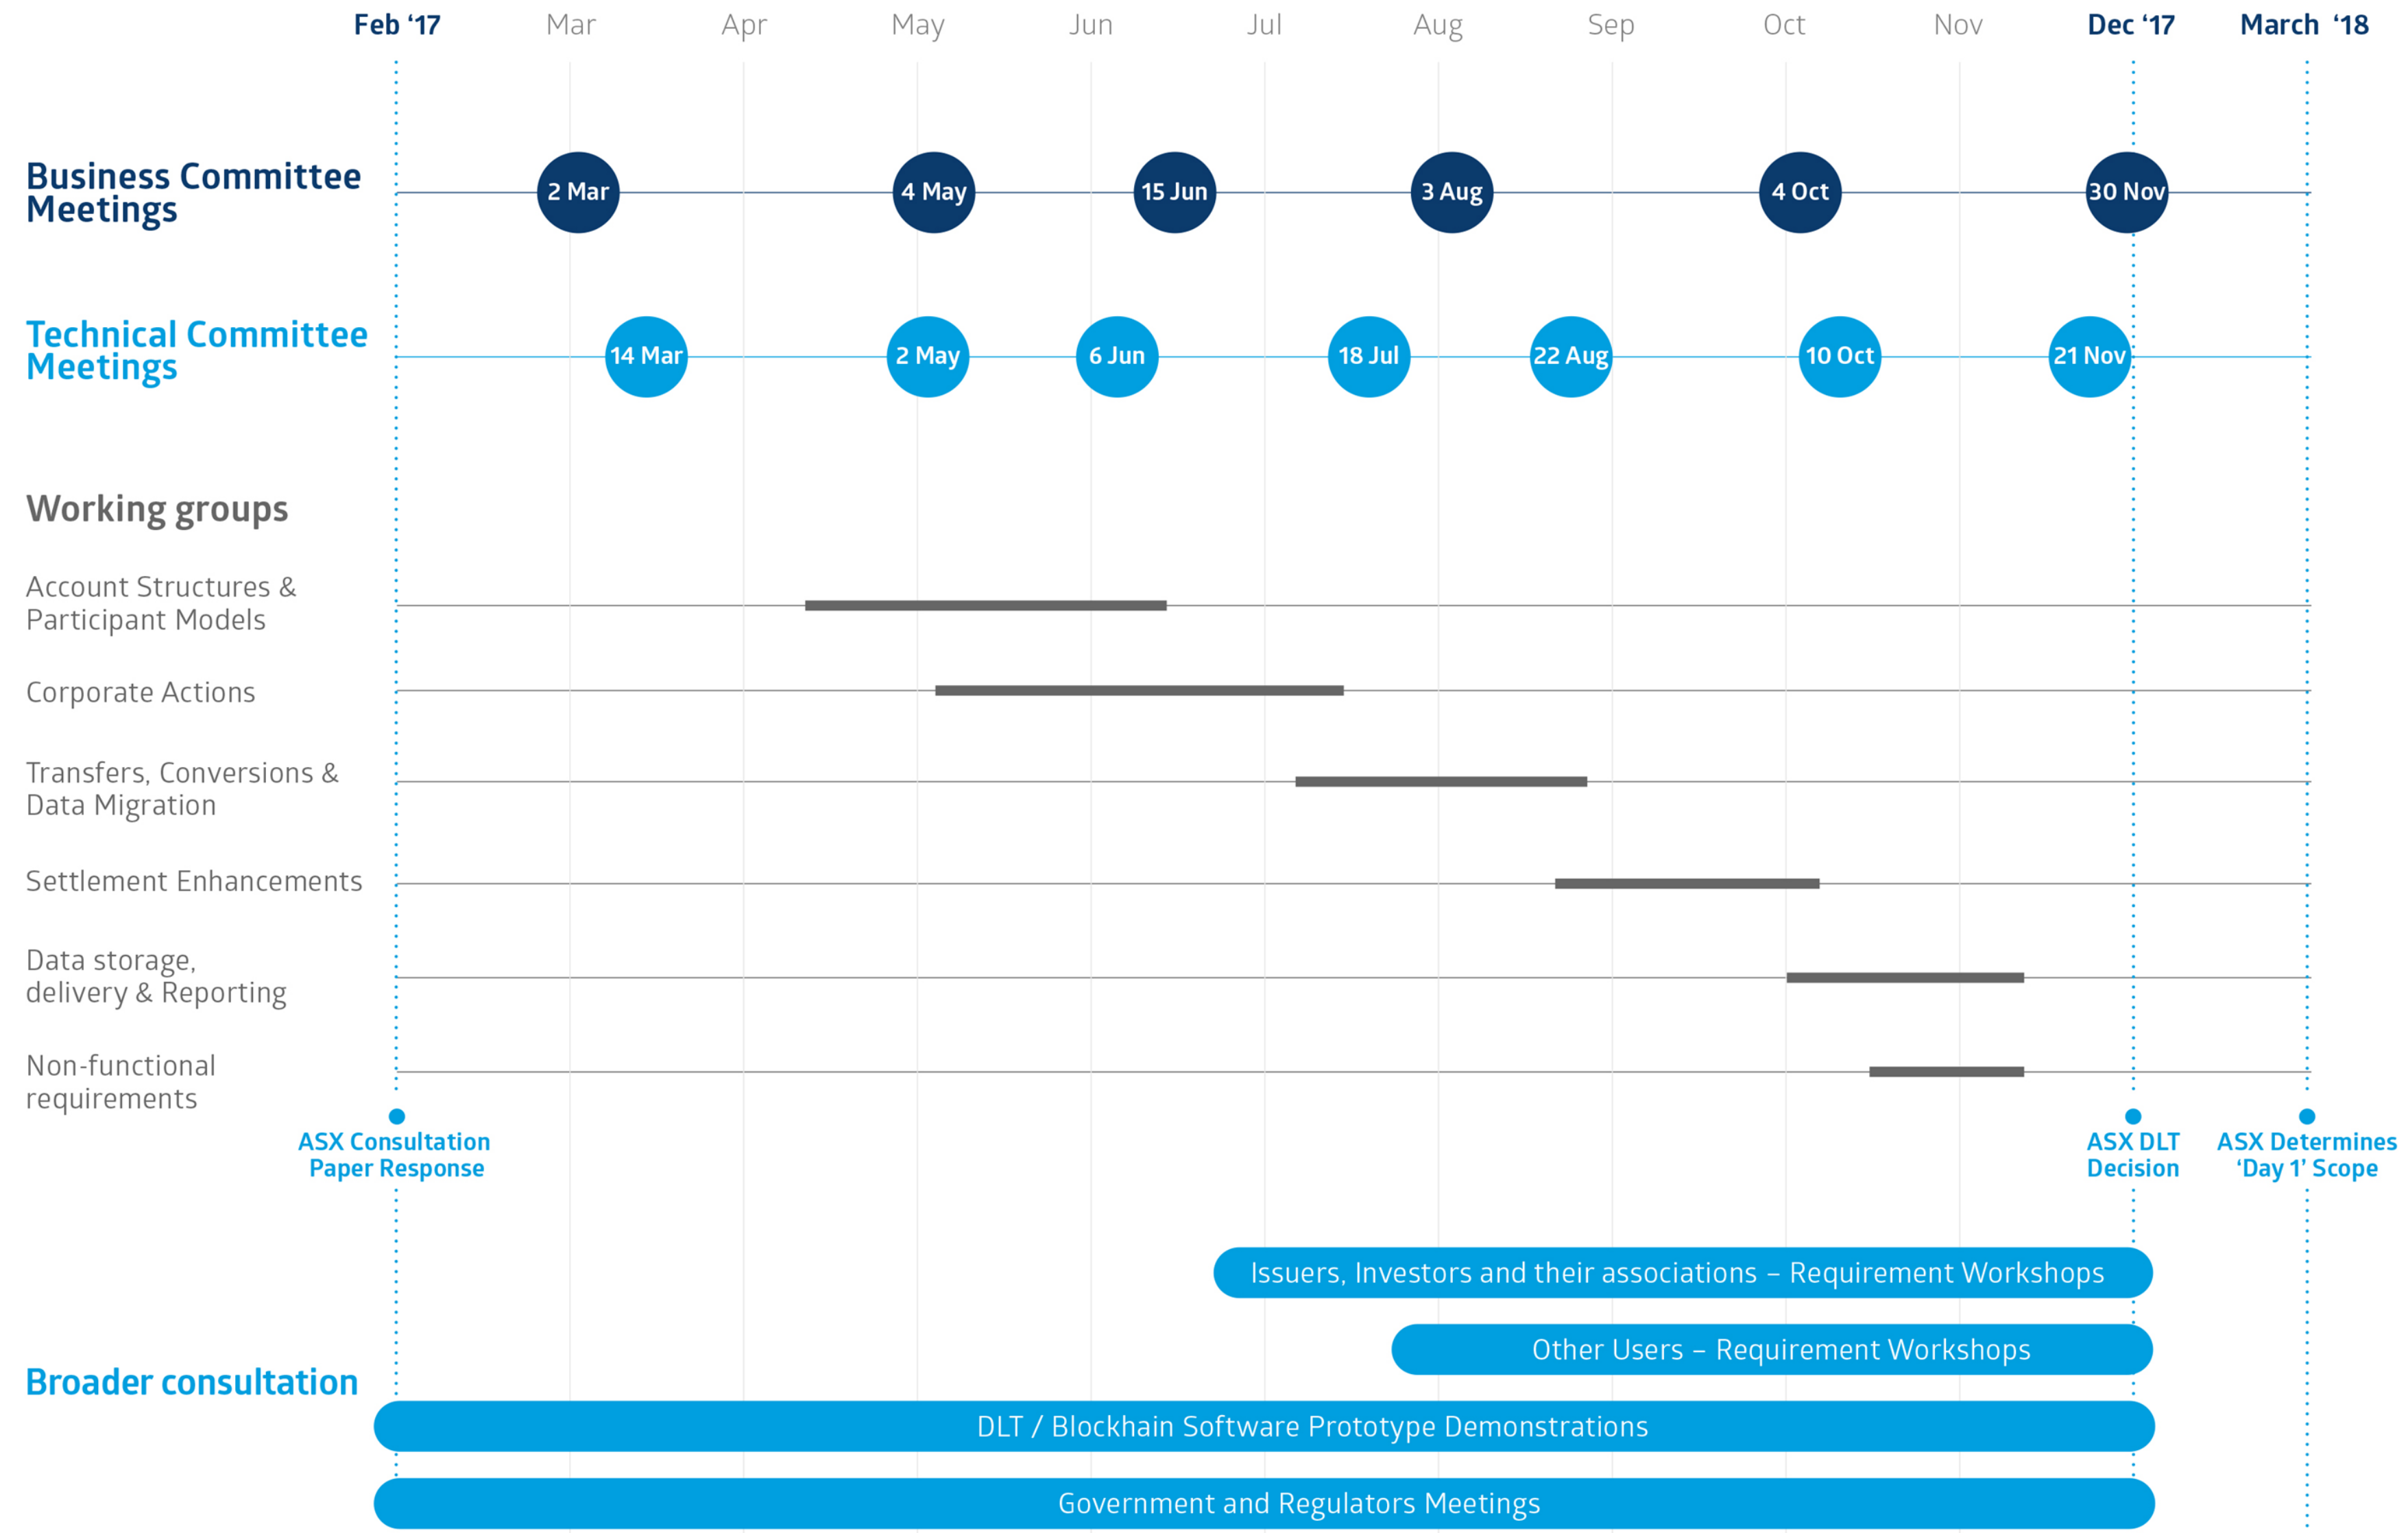 Feb ‘17 Mar Apr May Jun Jul Aug Sep Oct Nov Dec ‘17 March ‘18
Business Committee
Meetings
2 Mar 4 May 15 Jun 3 Aug 4 Oct 30 Nov
Technical Committee
Meetings
14 Mar 2 May 6 Jun 18 Jul 22 Aug 10 Oct 21 Nov
Working groups
Account Structures &
Participant Models
Corporate Actions
Transfers, Conversions &
Data Migration
Settlement Enhancements
Data storage,
delivery & Reporting
Non-functional
requirements
ASX Consultation
Paper Response
ASX DLT
Decision
ASX Determines
‘Day 1’ Scope
Issuers, Investors and their associations – Requirement Workshops
Other Users – Requirement Workshops
Broader consultation
DLT / Blockhain Software Prototype Demonstrations
Government and Regulators Meetings